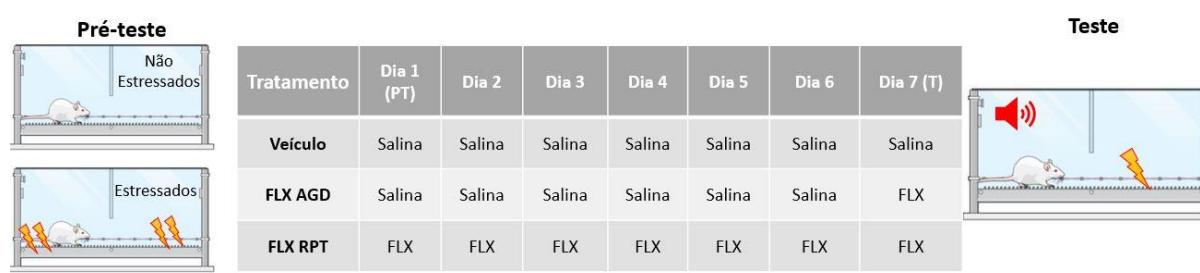 Pré-teste
Não
Estressados
Estressados
Tratamento Dia 1 (PT) Dia 2 Dia 3 Dia 4 Dia 5 Dia 6 Dia 7 (T)
Veículo Salina Salina Salina Salina Salina Salina Salina
FLX AGD Salina Salina Salina Salina Salina Salina FLX
FLX RPT FLX FLX FLX FLX FLX FLX FLX
Teste